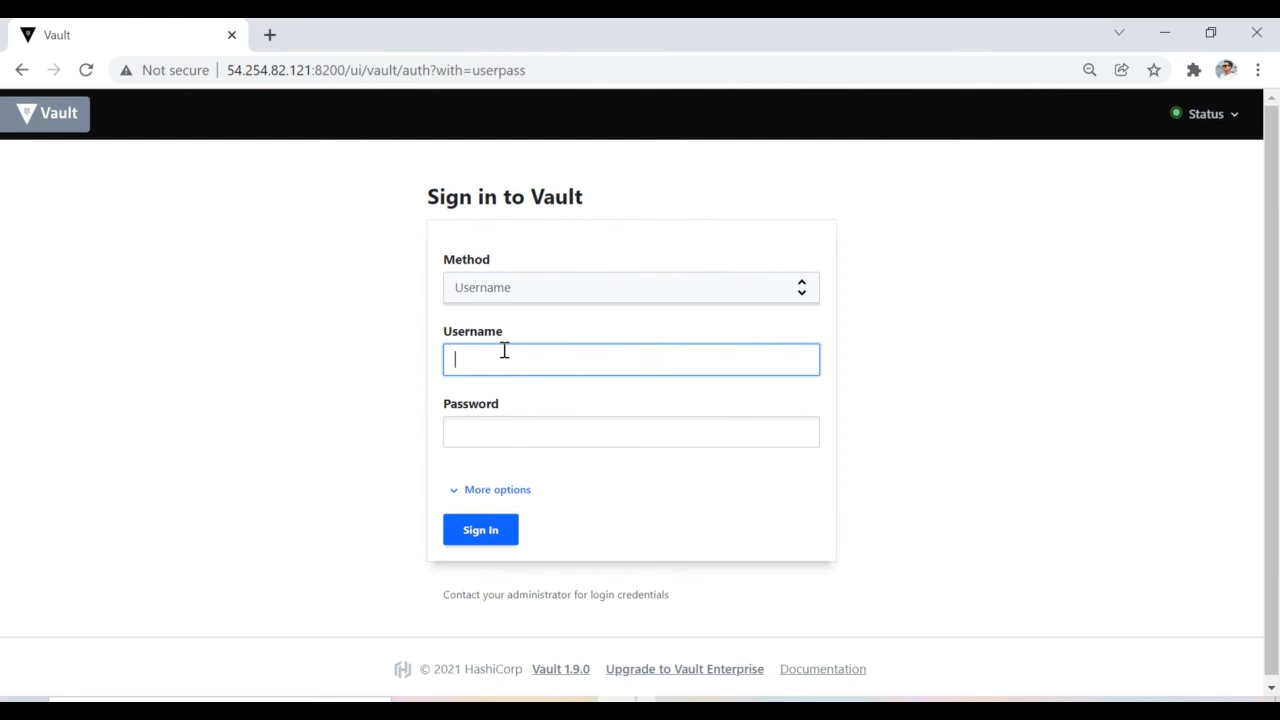 Vault
Not secure 54.254.82.121:8200/ui/vault/auth?with=userpass
Vault Status
Sign in to Vault
Method
Username
Username
Password
More options
Sign In
Contact your administrator for login credentials
© 2021 HashiCorp Vault 1.9.0 Upgrade to Vault Enterprise Documentation